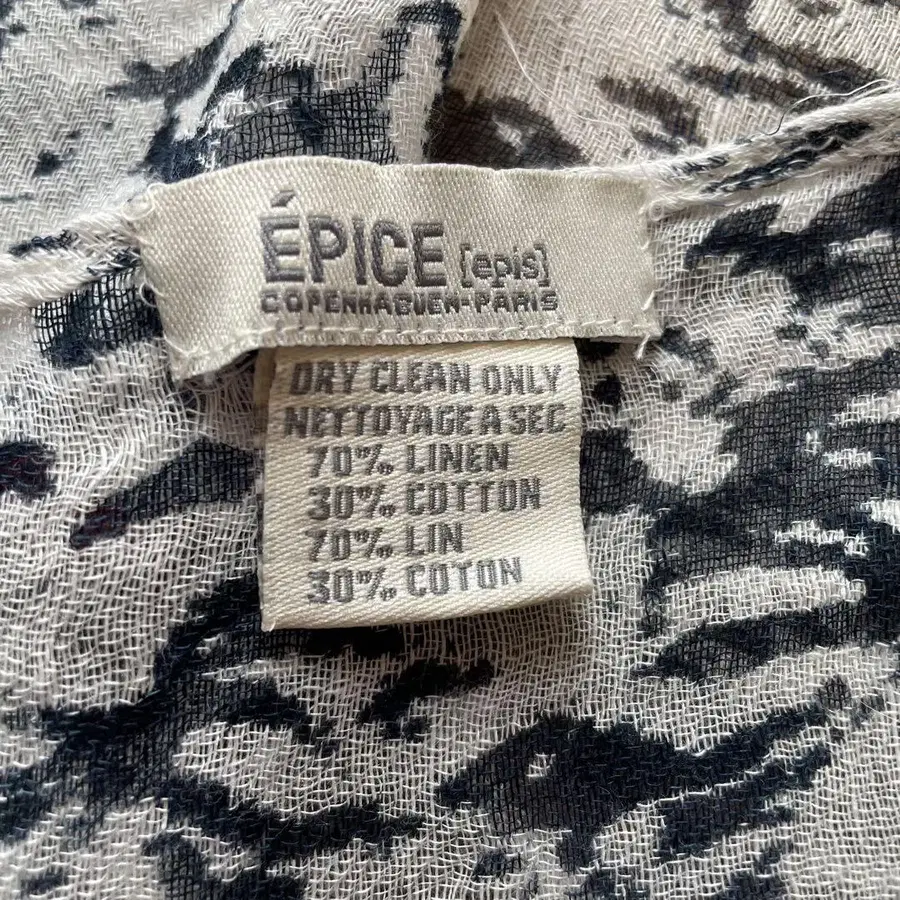 ÉPICE [epis]
COPENHAGUEN-PARIS
DRY CLEAN ONLY
NETTOYAGE A SEC
70% LINEN
30% COTTON
70% LIN
30% COTON